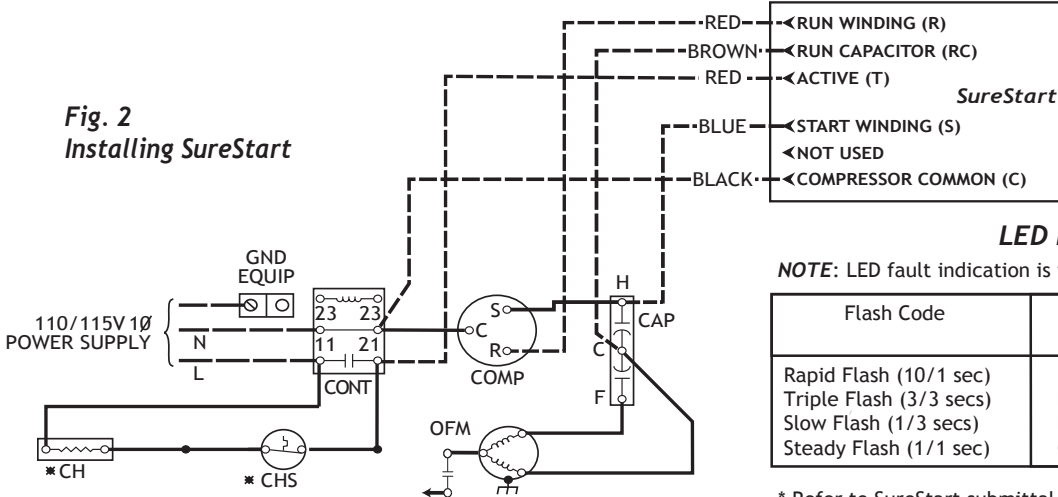 RED
RUN WINDING (R)
BROWN
RUN CAPACITOR (RC)
RED
ACTIVE (T)
SureStart
BLUE
START WINDING (S)
NOT USED
BLACK
COMPRESSOR COMMON (C)
Fig. 2
Installing SureStart
LED
NOTE: LED fault indication is
GND
EQUIP
110/115V 1Ø
POWER SUPPLY
N
L
23 23
11 21
CONT
S
C
R
COMP
H
CAP
C
F
OFM
* CH
* CHS
Flash Code
Rapid Flash (10/1 sec)
Triple Flash (3/3 secs)
Slow Flash (1/3 secs)
Steady Flash (1/1 sec)
* Refer to SureStart submittal